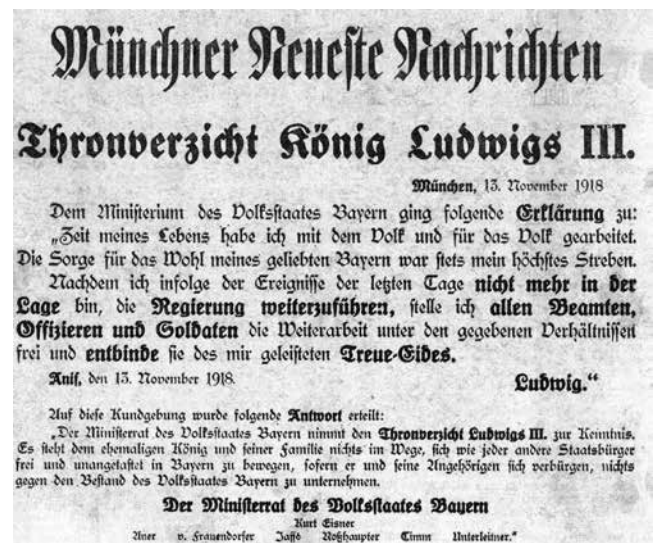 Münchner Neueste Nachrichten
Thronverzicht König Ludwigs III.
München, 13. November 1918
Dem Ministerium des Volksstaates Bayern ging folgende Erklärung zu:
„Zeit meines Lebens habe ich mit dem Volk und für das Volk gearbeitet.
Die Sorge für das Wohl meines geliebten Bayern war stets mein höchstes Streben.
Nachdem ich infolge der Ereignisse der letzten Tage nicht mehr in der
Lage bin, die Regierung weiterzuführen, stelle ich allen Beamten,
Offizieren und Soldaten die Weiterarbeit unter den gegebenen Verhältnissen
frei und entbinde sie des mir geleisteten Treue-Eides.
Anif, den 13. November 1918.
Ludwig.“
Auf diese Kundgebung wurde folgende Antwort erteilt:
„Der Ministerrat des Volksstaates Bayern nimmt den Thronverzicht Ludwigs III. zur Kenntnis.
Es steht dem ehemaligen König und seiner Familie nichts im Wege, sich wie jeder andere Staatsbürger
frei und unangetastet in Bayern zu bewegen, sofern er und seine Angehörigen sich verbürgen, nichts
gegen den Bestand des Volksstaates Bayern zu unternehmen.
Der Ministerrat des Volksstaates Bayern
Kurt Eisner
Auer v. Frauendorfer Jaffé Roßhaupter Timm Unterleitner.“